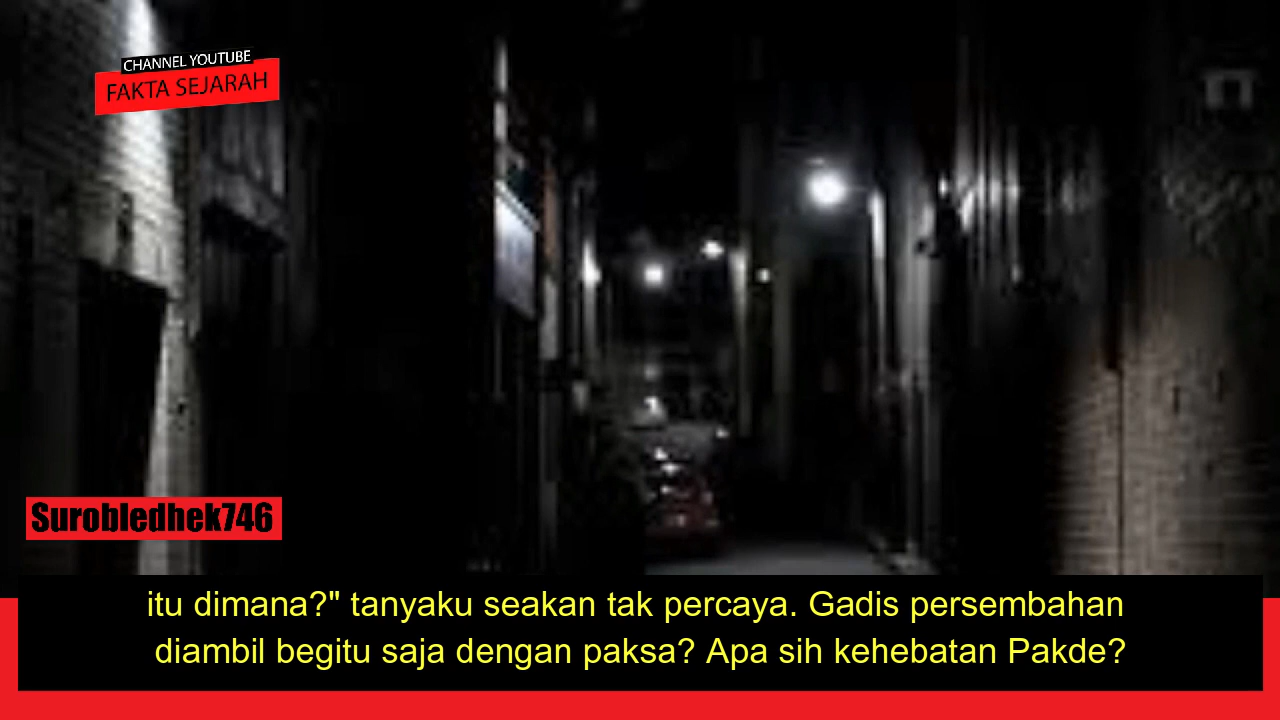 CHANNEL YOUTUBE
FAKTA SEJARAH
Surobledhek746
itu dimana?" tanyaku seakan tak percaya. Gadis persembahan
diambil begitu saja dengan paksa? Apa sih kehebatan Pakde?